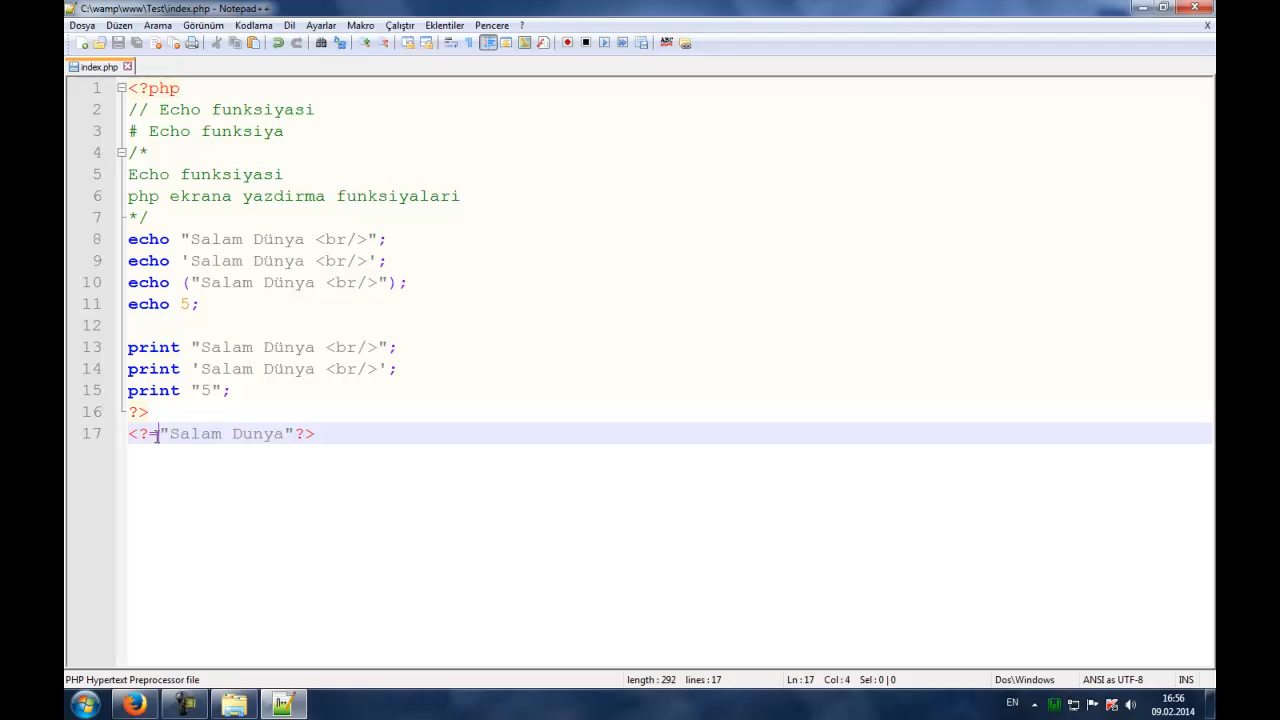 C:\wamp\www\Test\index.php - Notepad++
Dosya Düzen Arama Görünüm Kodlama Dil Ayarlar Makro Çalıştır Eklentiler Pencere ? X
index.php
1 <?php
2 // Echo funksiyasi
3 # Echo funksiya
4 /*
5 Echo funksiyasi
6 php ekrana yazdirma funksiyalari
7 */
8 echo "Salam Dünya <br/>";
9 echo 'Salam Dünya <br/>';
10 echo ("Salam Dünya <br/>");
11 echo 5;
12
13 print "Salam Dünya <br/>";
14 print 'Salam Dünya <br/>';
15 print "5";
16 ?>
17 <?="Salam Dunya"?>
PHP Hypertext Preprocessor file length : 292 lines : 17 Ln : 17 Col : 4 Sel : 0 | 0 Dos\Windows ANSI as UTF-8 INS
EN 16:56
09.02.2014